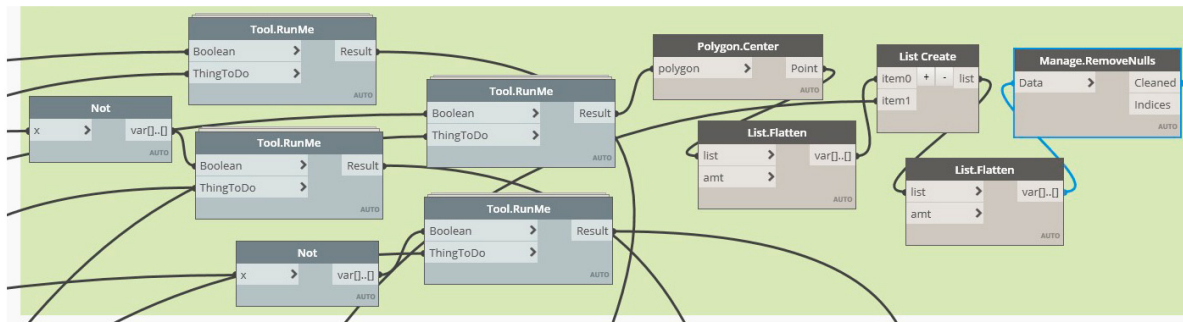 Tool.RunMe
Boolean > Result
ThingToDo >
AUTO
Not
x > var[]..[]
AUTO
Tool.RunMe
Boolean > Result
ThingToDo >
AUTO
Tool.RunMe
Boolean > Result
ThingToDo >
AUTO
Not
x > var[]..[]
AUTO
Tool.RunMe
Boolean > Result
ThingToDo >
AUTO
Polygon.Center
polygon > Point
AUTO
List.Flatten
list > var[]..[]
amt >
AUTO
List Create
item0 + - list
item1
AUTO
List.Flatten
list > var[]..[]
amt >
AUTO
Manage.RemoveNulls
Data > Cleaned
Indices
AUTO